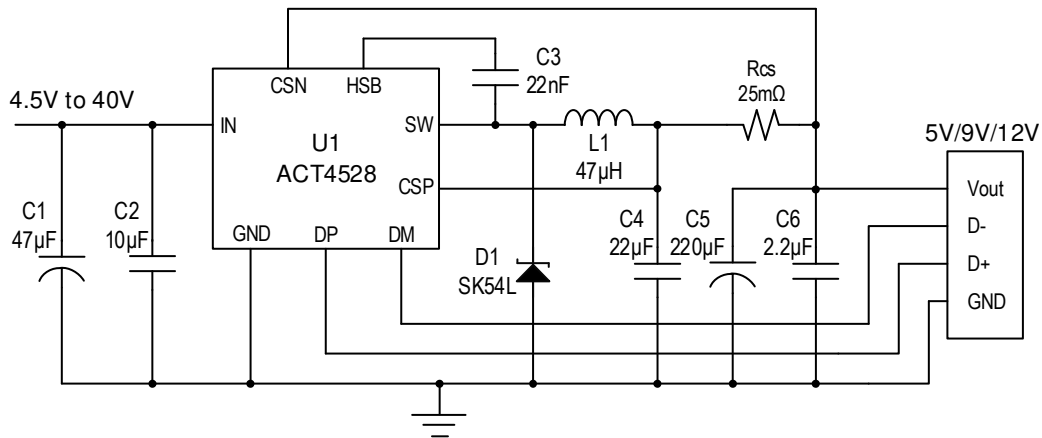 CSN
HSB
C3
22nF
Rcs
25mΩ
4.5V to 40V
IN
U1
ACT4528
SW
L1
47µH
5V/9V/12V
CSP
Vout
C1
47µF
C2
10µF
GND
DP
DM
D1
SK54L
C4
22µF
C5
220µF
C6
2.2µF
D-
D+
GND